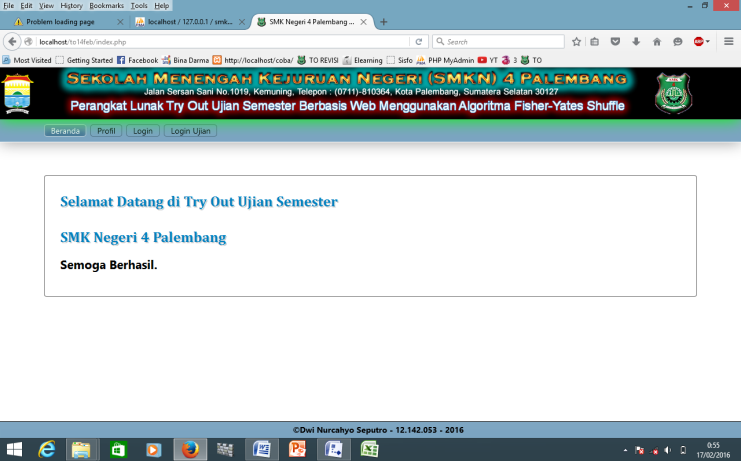 File Edit View History Bookmarks Tools Help
Problem loading page
localhost / 127.0.0.1 / smk...
SMK Negeri 4 Palembang ...
localhost/to14feb/index.php
Search
Most Visited Getting Started Facebook Bina Darma http://localhost/coba/ TO REVISI Elearning Sisfo PHP MyAdmin YT 3 TO
SEKOLAH MENENGAH KEJURUAN NEGERI (SMKN) 4 PALEMBANG
Jalan Sersan Sani No.1019, Kemuning, Telepon : (0711)-810364, Kota Palembang, Sumatera Selatan 30127
Perangkat Lunak Try Out Ujian Semester Berbasis Web Menggunakan Algoritma Fisher-Yates Shuffle
Beranda Profil Login Login Ujian
Selamat Datang di Try Out Ujian Semester
SMK Negeri 4 Palembang
Semoga Berhasil.
©Dwi Nurcahyo Seputro - 12.142.053 - 2016
0:55
17/02/2016